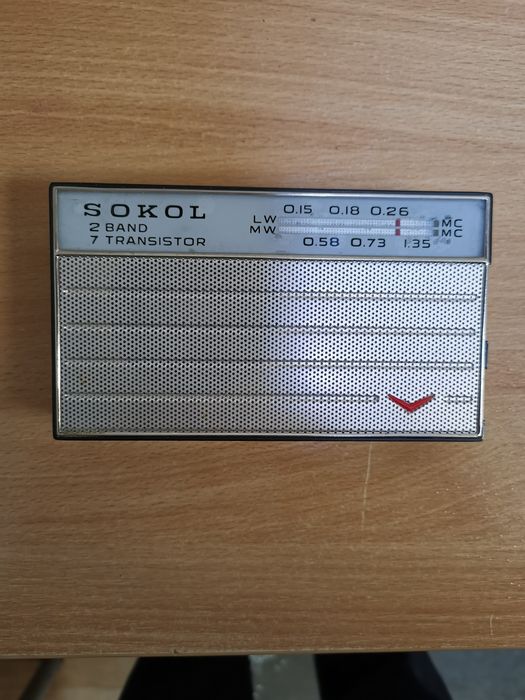 SOKOL
2 BAND
7 TRANSISTOR
0.15 0.18 0.26
LW MC
MW MC
0.58 0.73 1.35